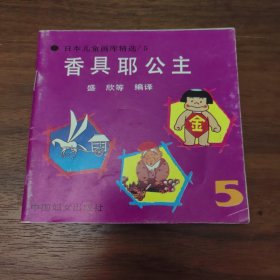 日本儿童画库精选/5
香具耶公主
盛 欣等 编译
金
5
中国妇女出版社